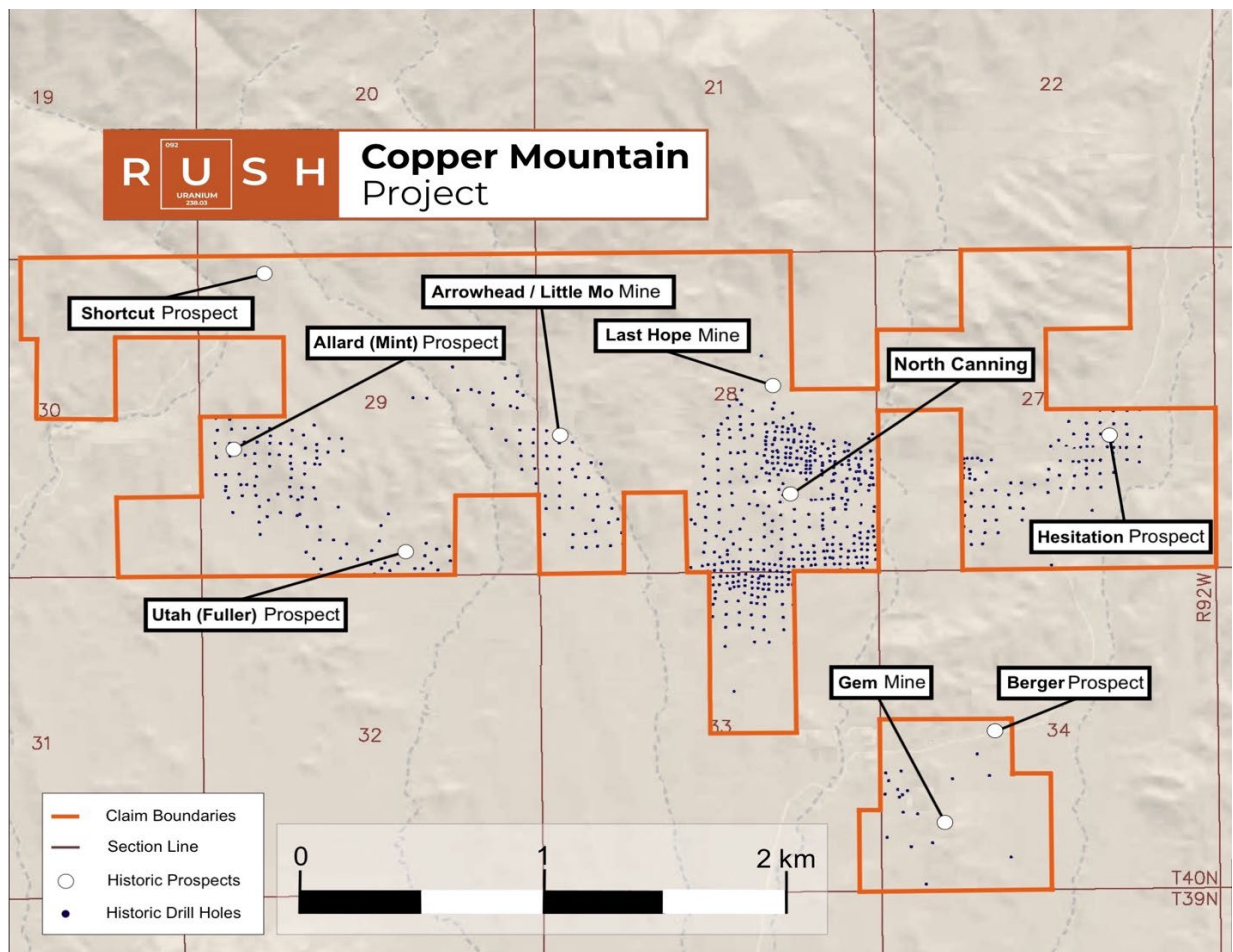 19
20
21
22
R U S H
092
URANIUM
238.03
Copper Mountain
Project
Shortcut Prospect
Arrowhead / Little Mo Mine
Allard (Mint) Prospect
Last Hope Mine
North Canning
30
29
28
27
Hesitation Prospect
Utah (Fuller) Prospect
R92W
Gem Mine
Berger Prospect
31
32
33
34
Claim Boundaries
Section Line
Historic Prospects
Historic Drill Holes
0 1 2 km
T40N
T39N